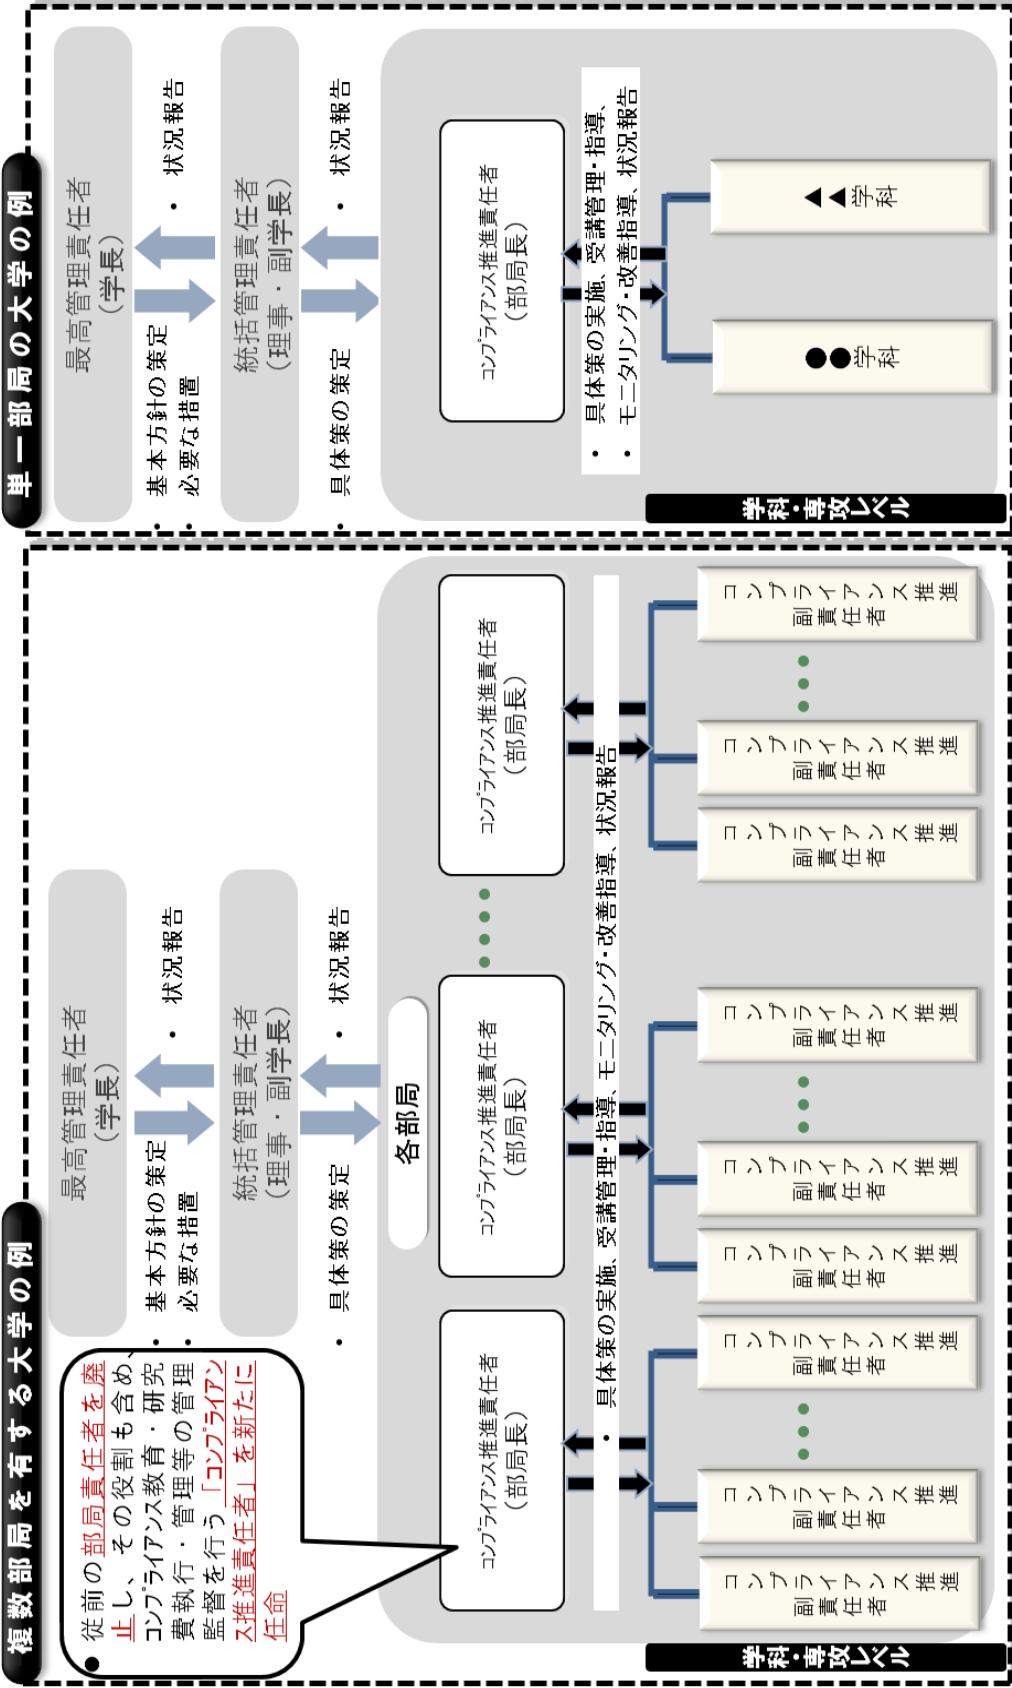 複数部局を有する大学の例
最高管理責任者
（学長）
・ 基本方針の策定
・ 必要な措置
・ 状況報告
統括管理責任者
（理事・副学長）
・ 具体策の策定
・ 状況報告
● 従前の部局責任者を廃
止し、その役割も含め、
コンプライアンス教育・研究
費執行・管理等の管理
監督を行う「コンプライアン
ス推進責任者」を新たに
任命
各部局
コンプライアンス推進責任者
（部局長）
コンプライアンス推進責任者
（部局長）
コンプライアンス推進責任者
（部局長）
・ 具体策の実施、受講管理・指導、モニタリング・改善指導、状況報告
コンプライアンス推進
副責任者
コンプライアンス推進
副責任者
コンプライアンス推進
副責任者
コンプライアンス推進
副責任者
コンプライアンス推進
副責任者
コンプライアンス推進
副責任者
コンプライアンス推進
副責任者
コンプライアンス推進
副責任者
コンプライアンス推進
副責任者
学科・専攻レベル
単一部局の大学の例
最高管理責任者
（学長）
・ 基本方針の策定
・ 必要な措置
・ 状況報告
統括管理責任者
（理事・副学長）
・ 具体策の策定
・ 状況報告
コンプライアンス推進責任者
（部局長）
・ 具体策の実施、受講管理・指導、
・ モニタリング・改善指導、状況報告
●●学科
▲▲学科
学科・専攻レベル